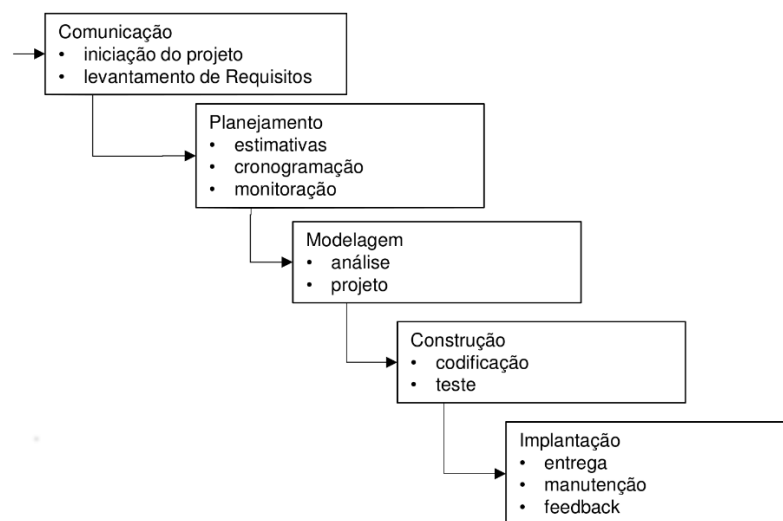 Comunicação
• iniciação do projeto
• levantamento de Requisitos
Planejamento
• estimativas
• cronogramação
• monitoração
Modelagem
• análise
• projeto
Construção
• codificação
• teste
Implantação
• entrega
• manutenção
• feedback